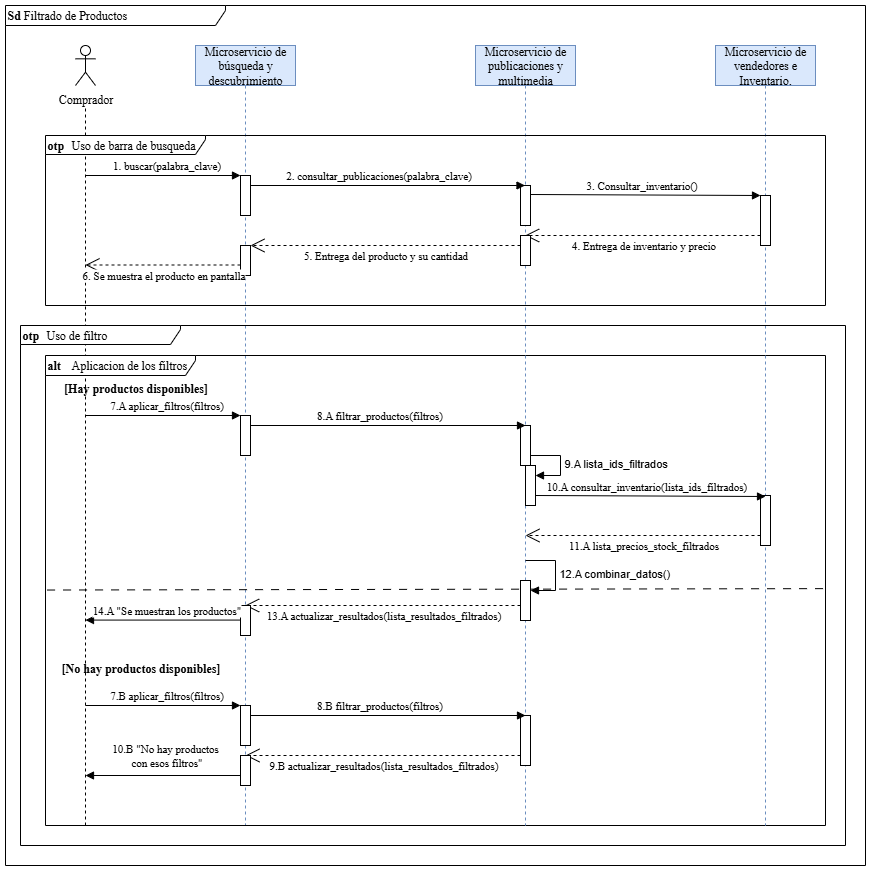 Sd Filtrado de Productos
Comprador
Microservicio de
búsqueda y
descubrimiento
Microservicio de
publicaciones y
multimedia
Microservicio de
vendedores e
Inventario.
otp Uso de barra de busqueda
1. buscar(palabra_clave)
2. consultar_publicaciones(palabra_clave)
3. Consultar_inventario()
4. Entrega de inventario y precio
5. Entrega del producto y su cantidad
6. Se muestra el producto en pantalla
otp Uso de filtro
alt Aplicacion de los filtros
[Hay productos disponibles]
7.A aplicar_filtros(filtros)
8.A filtrar_productos(filtros)
9.A lista_ids_filtrados
10.A consultar_inventario(lista_ids_filtrados)
11.A lista_precios_stock_filtrados
12.A combinar_datos()
13.A actualizar_resultados(lista_resultados_filtrados)
14.A "Se muestran los productos"
[No hay productos disponibles]
7.B aplicar_filtros(filtros)
8.B filtrar_productos(filtros)
9.B actualizar_resultados(lista_resultados_filtrados)
10.B "No hay productos
con esos filtros"